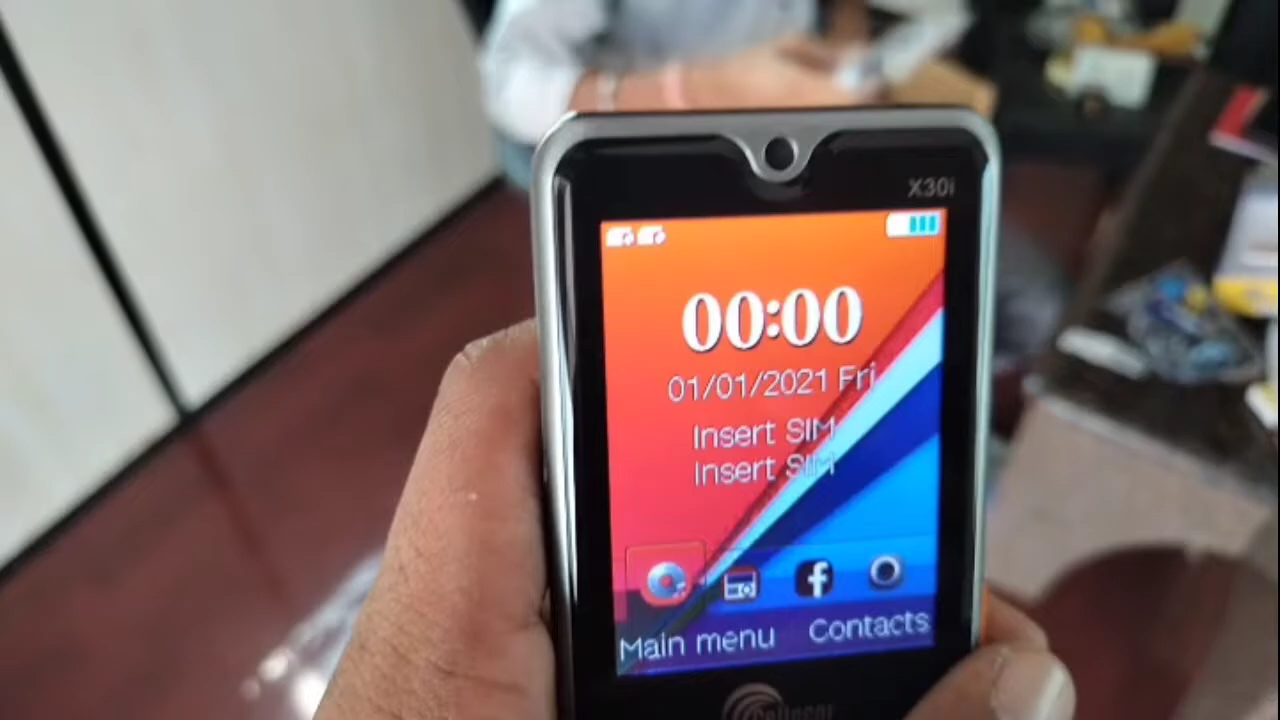 X30i
00:00
01/01/2021 Fri
Insert SIM
Insert SIM
Main menu Contacts